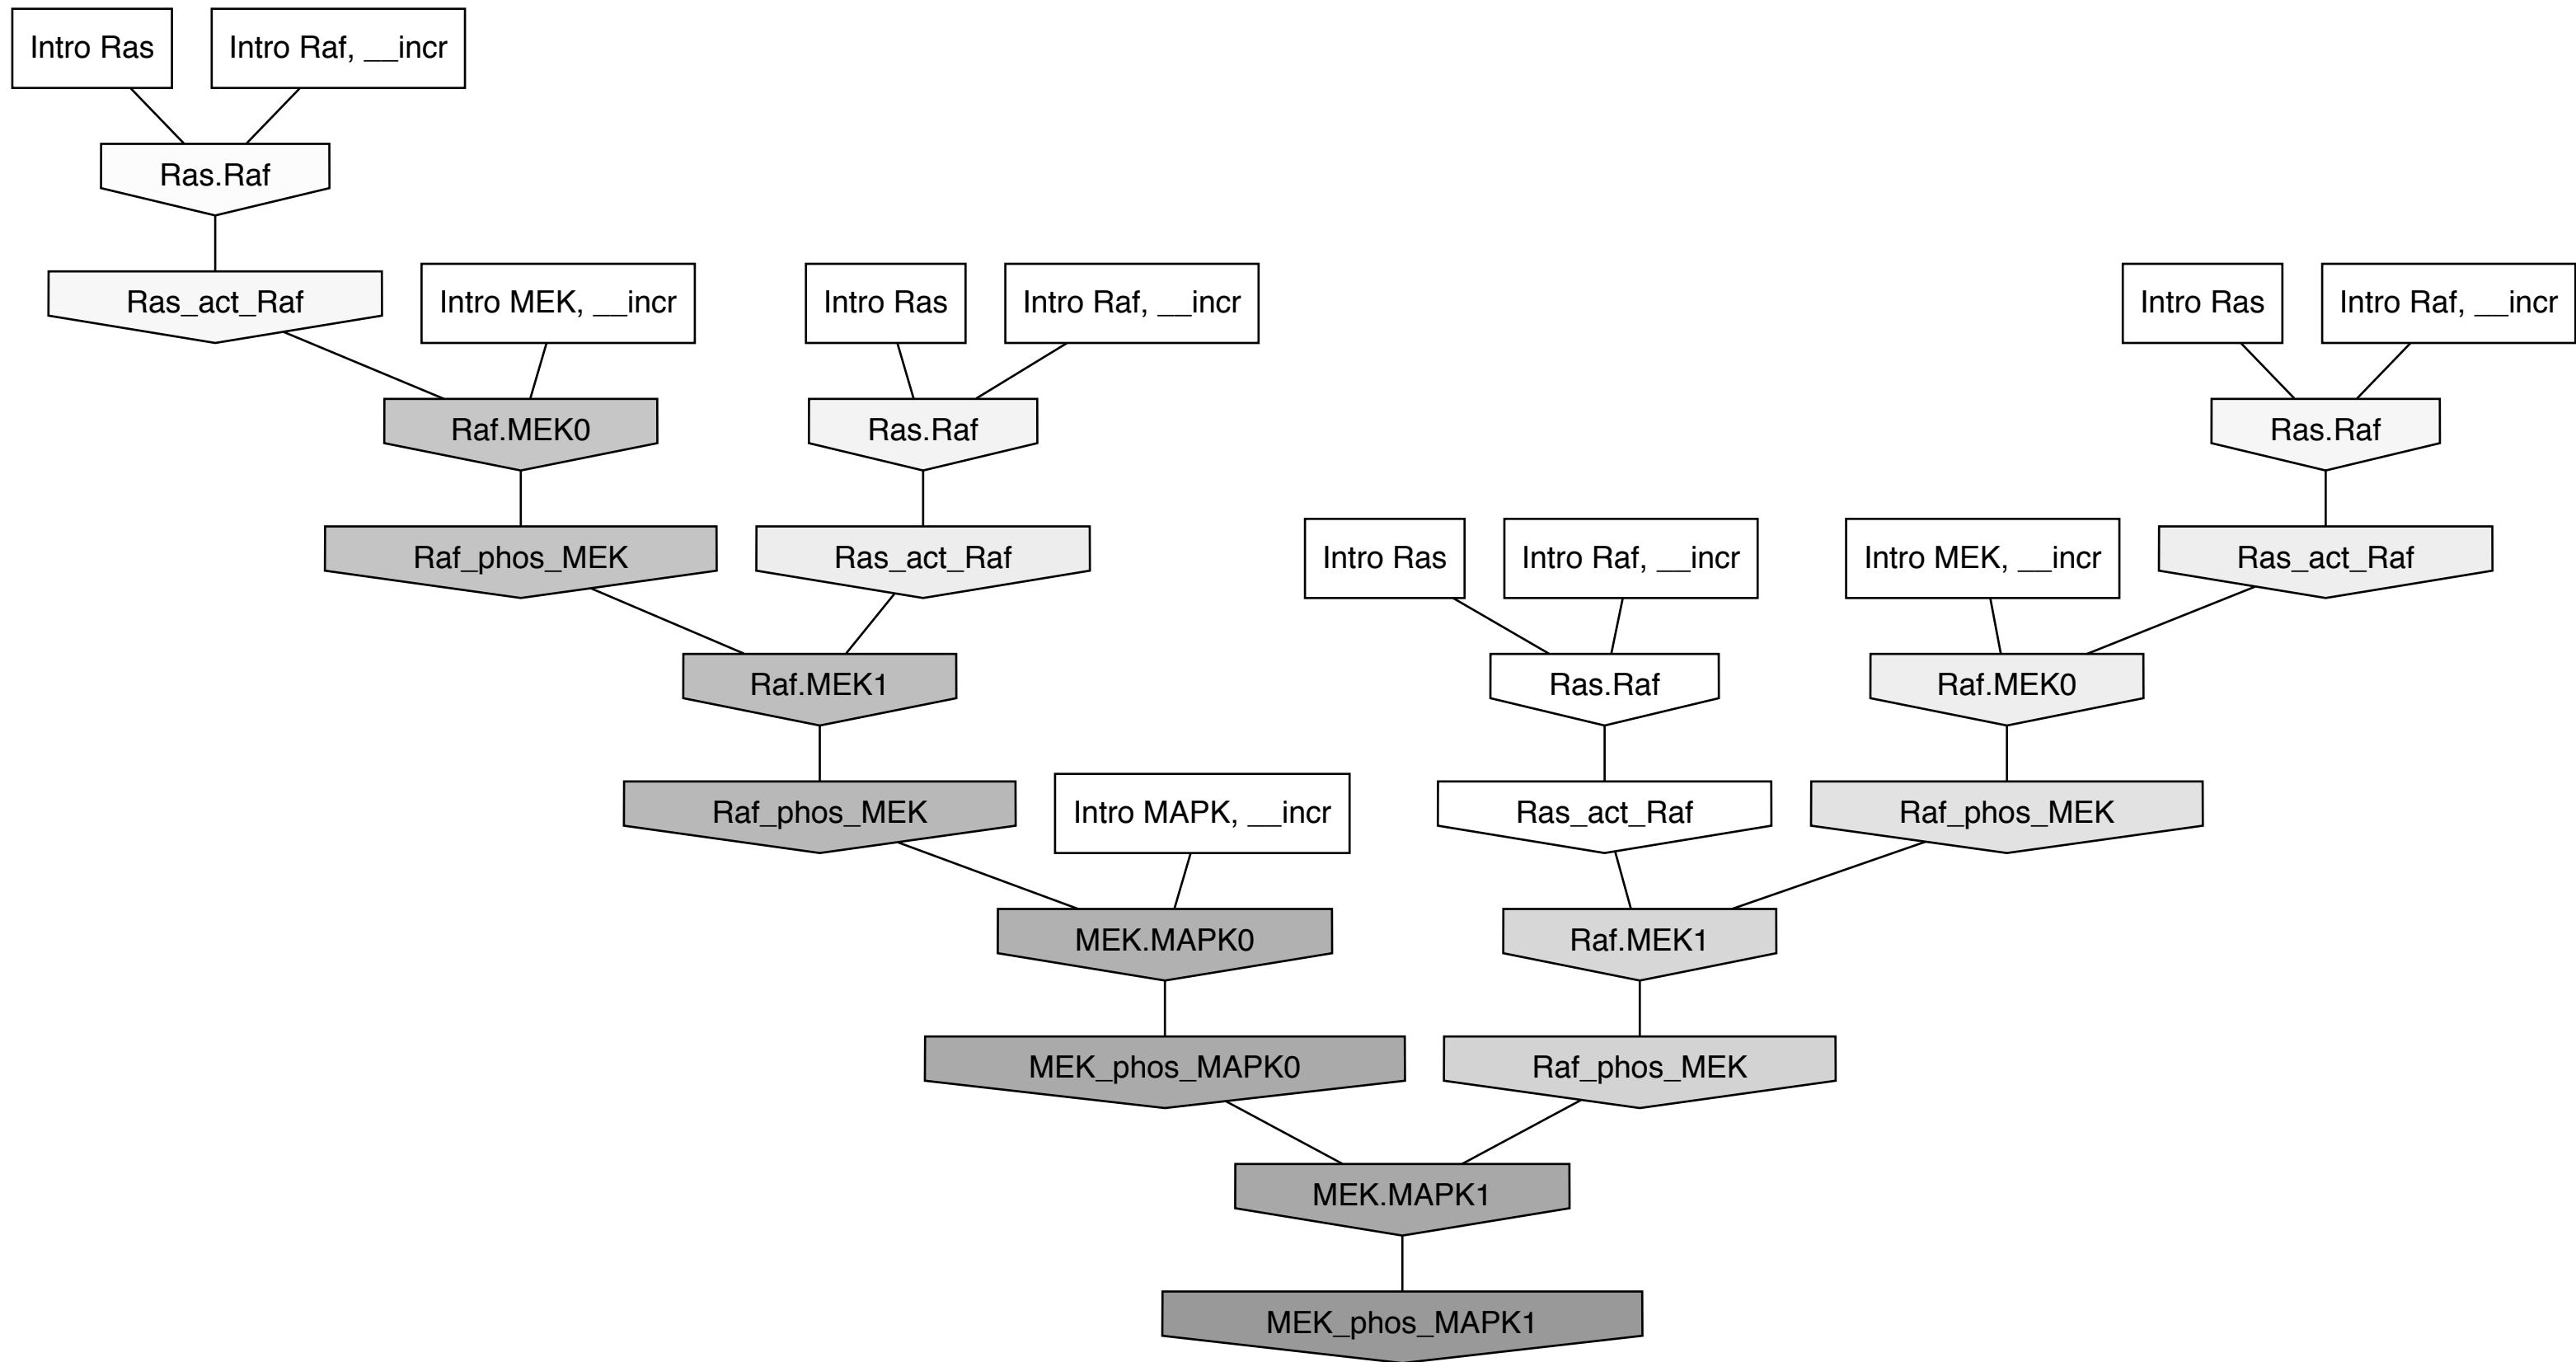 Intro Ras
Intro Raf, __incr
Ras.Raf
Ras_act_Raf
Intro MEK, __incr
Intro Ras
Intro Raf, __incr
Intro Ras
Intro Raf, __incr
Raf.MEK0
Ras.Raf
Ras.Raf
Raf_phos_MEK
Ras_act_Raf
Intro Ras
Intro Raf, __incr
Intro MEK, __incr
Ras_act_Raf
Raf.MEK1
Ras.Raf
Raf.MEK0
Raf_phos_MEK
Intro MAPK, __incr
Ras_act_Raf
Raf_phos_MEK
MEK.MAPK0
Raf.MEK1
MEK_phos_MAPK0
Raf_phos_MEK
MEK.MAPK1
MEK_phos_MAPK1